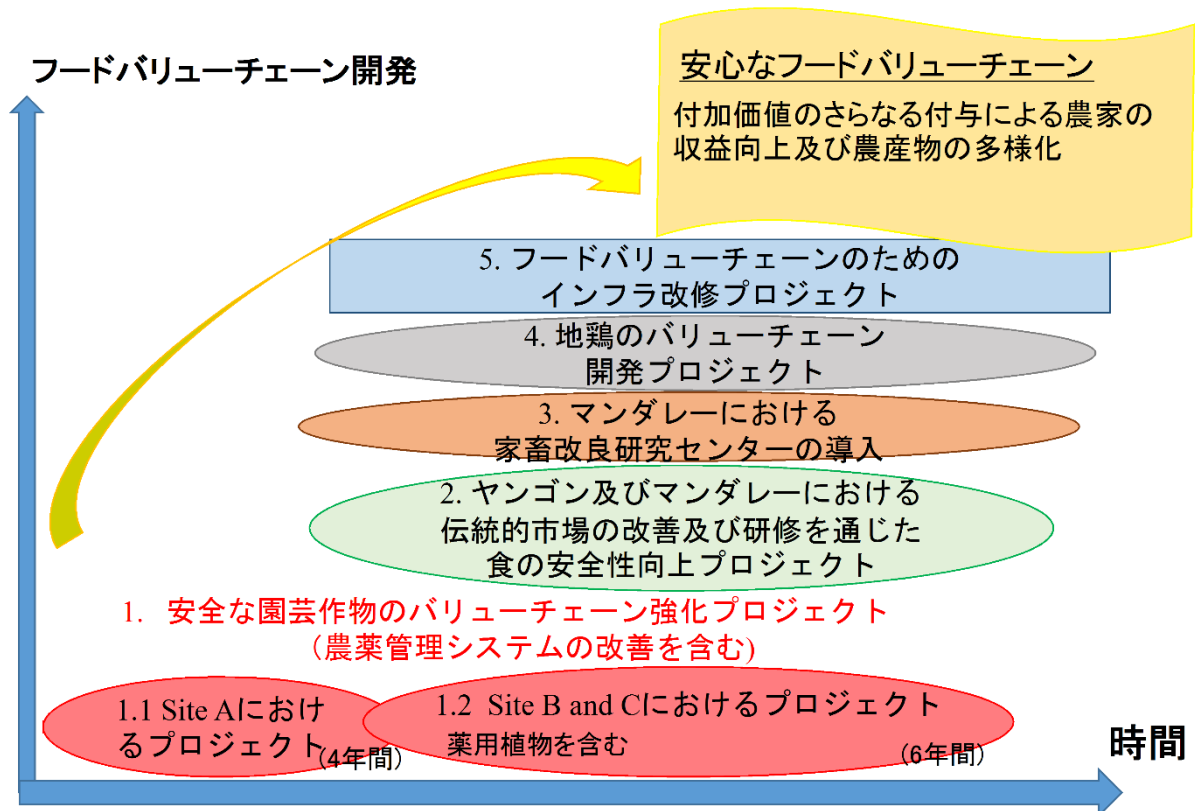 フードバリューチェーン開発
安心なフードバリューチェーン
付加価値のさらなる付与による農家の
収益向上及び農産物の多様化
5. フードバリューチェーンのための
インフラ改修プロジェクト
4. 地鶏のバリューチェーン
開発プロジェクト
3. マンダレーにおける
家畜改良研究センターの導入
2. ヤンゴン及びマンダレーにおける
伝統的市場の改善及び研修を通じた
食の安全性向上プロジェクト
1. 安全な園芸作物のバリューチェーン強化プロジェクト
（農薬管理システムの改善を含む)
1.1 Site Aにおけ
るプロジェクト
(4年間)
1.2 Site B and Cにおけるプロジェクト
薬用植物を含む
(6年間)
時間